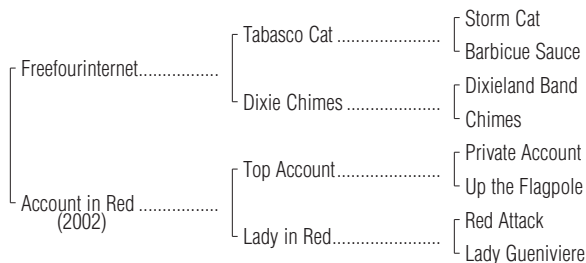 Storm Cat
Tabasco Cat ........................
Barbicue Sauce
Freefourinternet..................
Dixieland Band
Dixie Chimes ......................
Chimes
Private Account
Top Account........................
Up the Flagpole
Account in Red ..................
(2002)
Red Attack
Lady in Red.........................
Lady Gueniviere